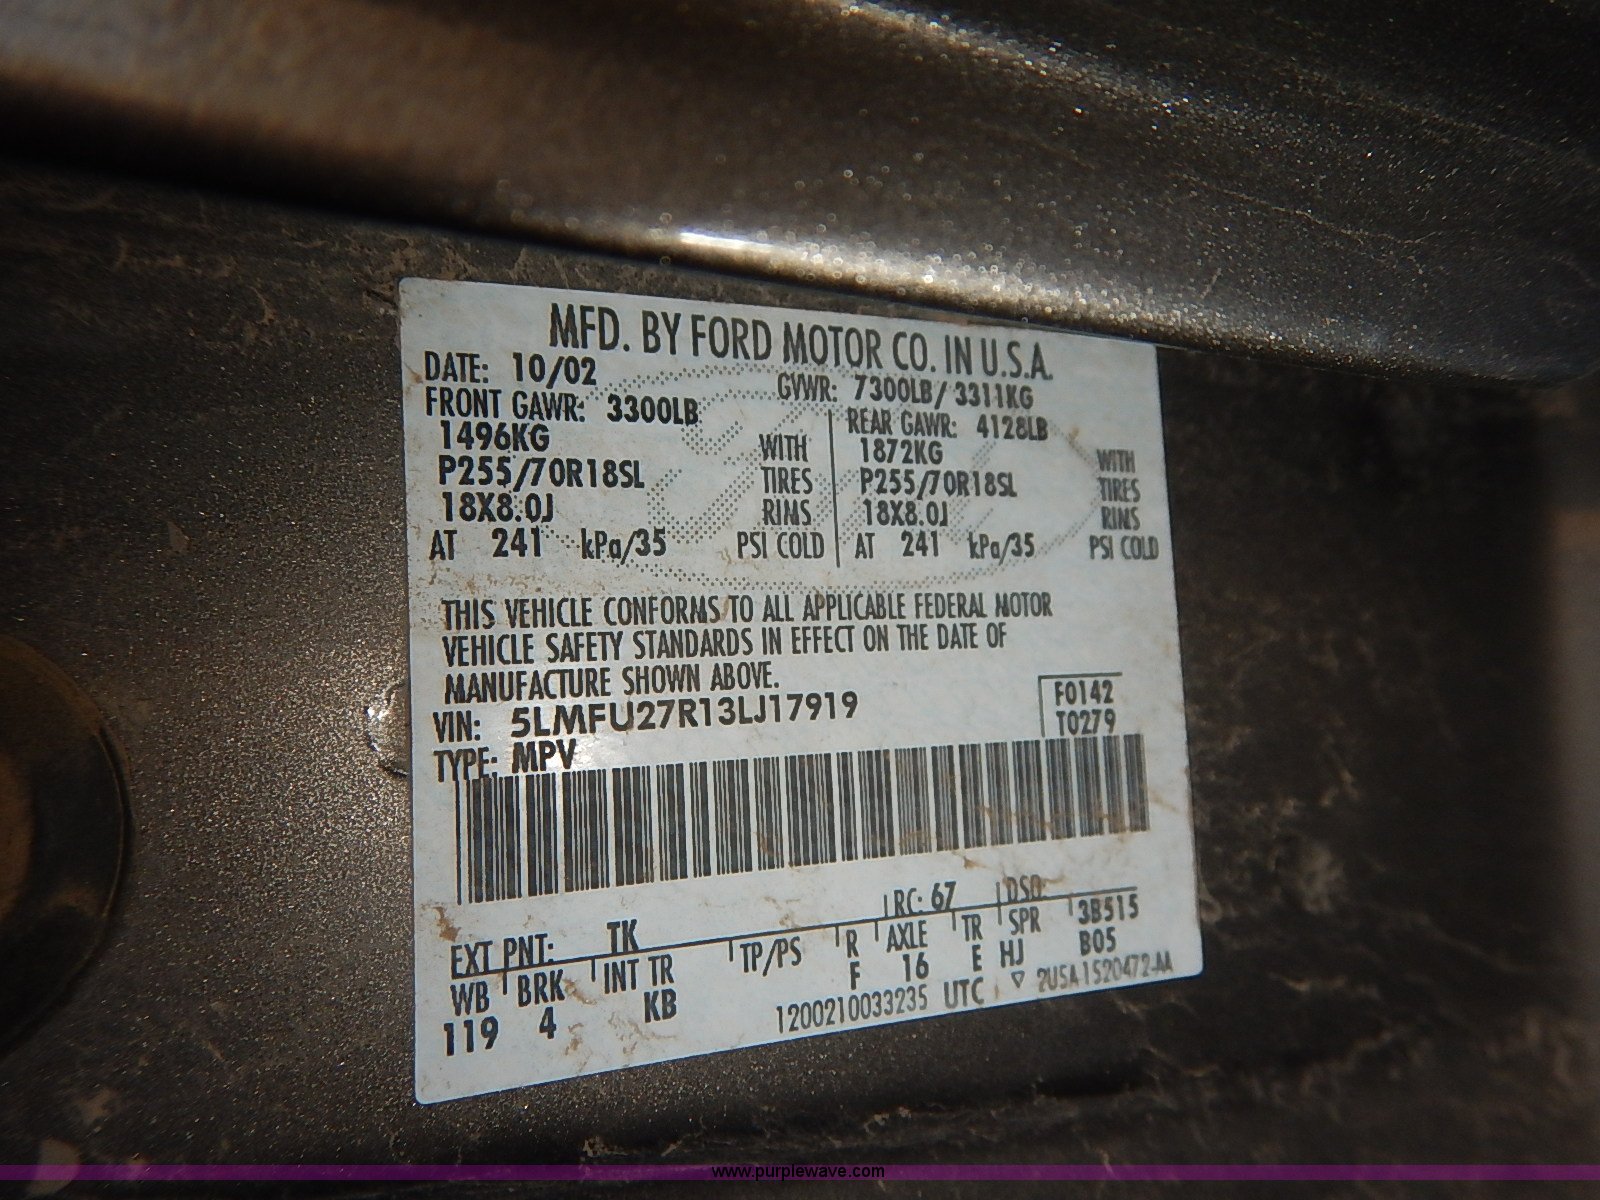 MFD. BY FORD MOTOR CO. IN U.S.A.
DATE: 10/02 GVWR: 7300LB/ 3311KG
FRONT GAWR: 3300LB REAR GAWR: 4128LB
1496KG WITH 1872KG WITH
P255/70R18SL TIRES P255/70R18SL TIRES
18X8.0J RIMS 18X8.0J RIMS
AT 241 kPa/35 PSI COLD AT 241 kPa/35 PSI COLD
THIS VEHICLE CONFORMS TO ALL APPLICABLE FEDERAL MOTOR
VEHICLE SAFETY STANDARDS IN EFFECT ON THE DATE OF
MANUFACTURE SHOWN ABOVE.
VIN: 5LMFU27R13LJ17919 F0142
TYPE: MPV T0279
EXT PNT: TK RC: 67 DSO:
WB BRK INT TR TP/PS R AXLE TR SPR 3B515
119 4 KB F 16 E HJ B05
1200210033235 UTC ▽ 2U5A 1520472-AA
www.purplewave.com